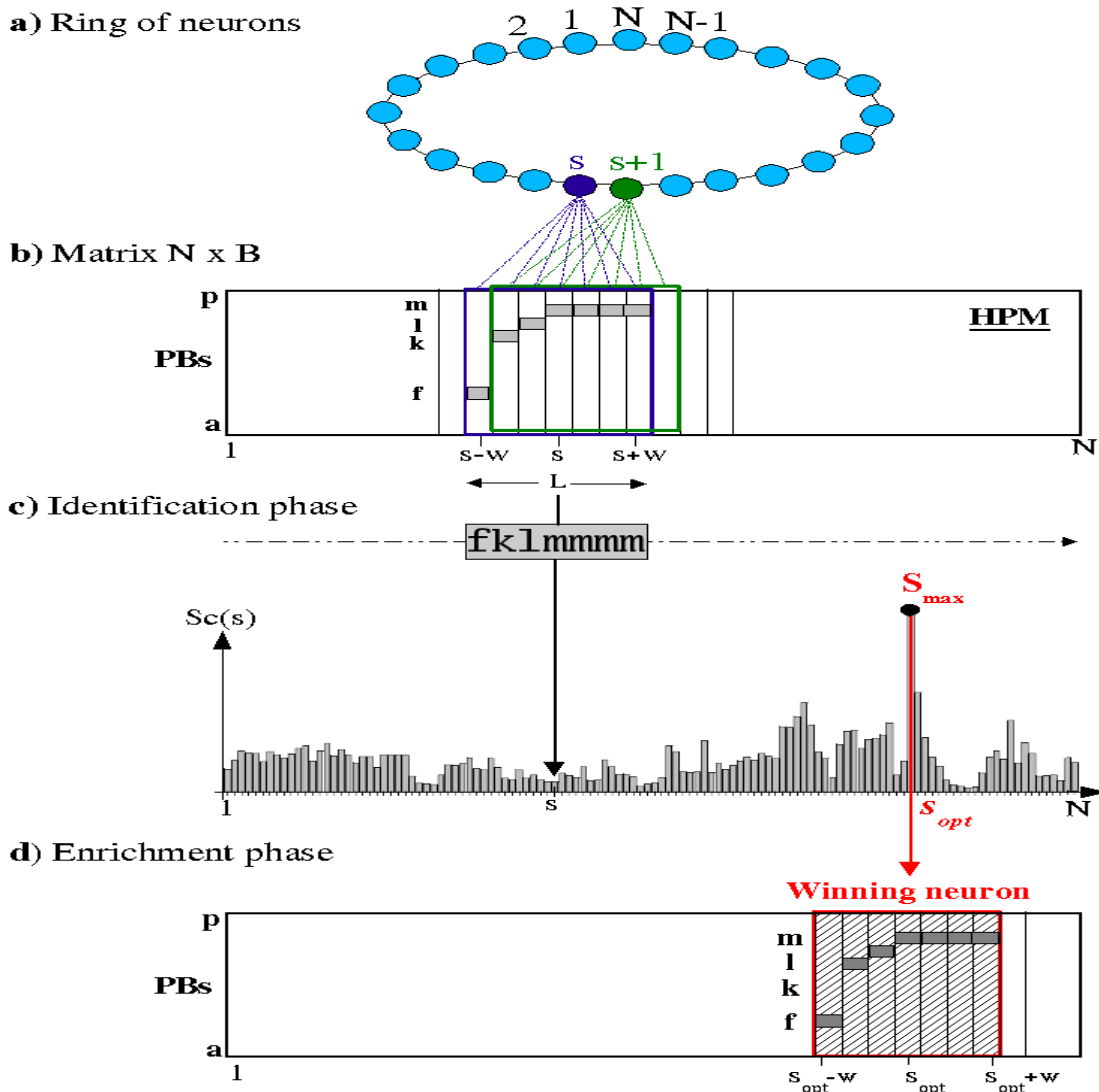 a) Ring of neurons
2 1 N N-1
s s+1
b) Matrix N x B
p
m
l
k
PBs
f
a
HPM
1 N
s-w s s+w
L
c) Identification phase
fklmmmm
S max
Sc(s)
1 s s opt N
d) Enrichment phase
Winning neuron
p
m
l
PBs
k
f
a
1 s opt -w s opt s opt +w